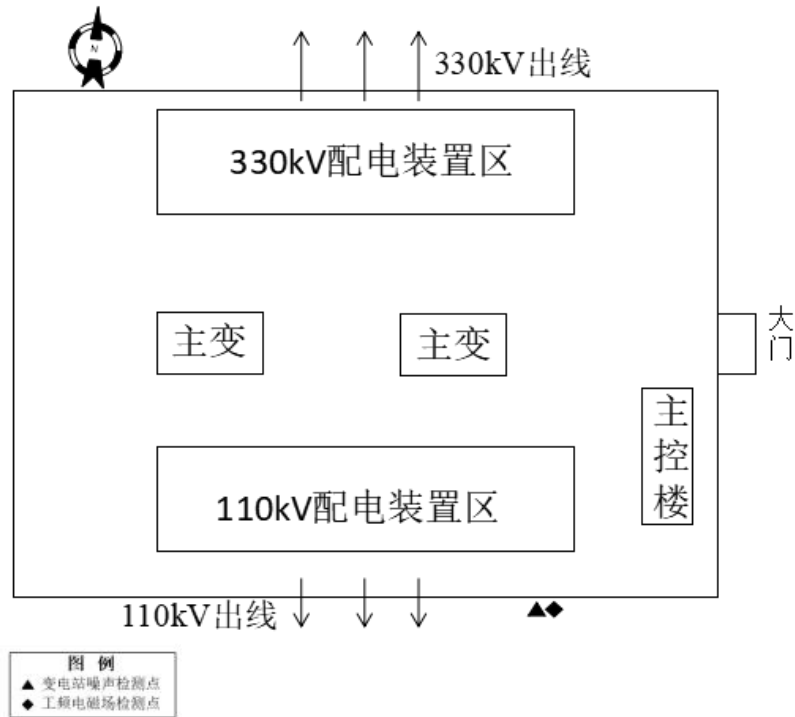 N
330kV出线
330kV配电装置区
主变
主变
大门
主控楼
110kV配电装置区
110kV出线
图 例
▲ 变电站噪声检测点
◆ 工频电磁场检测点